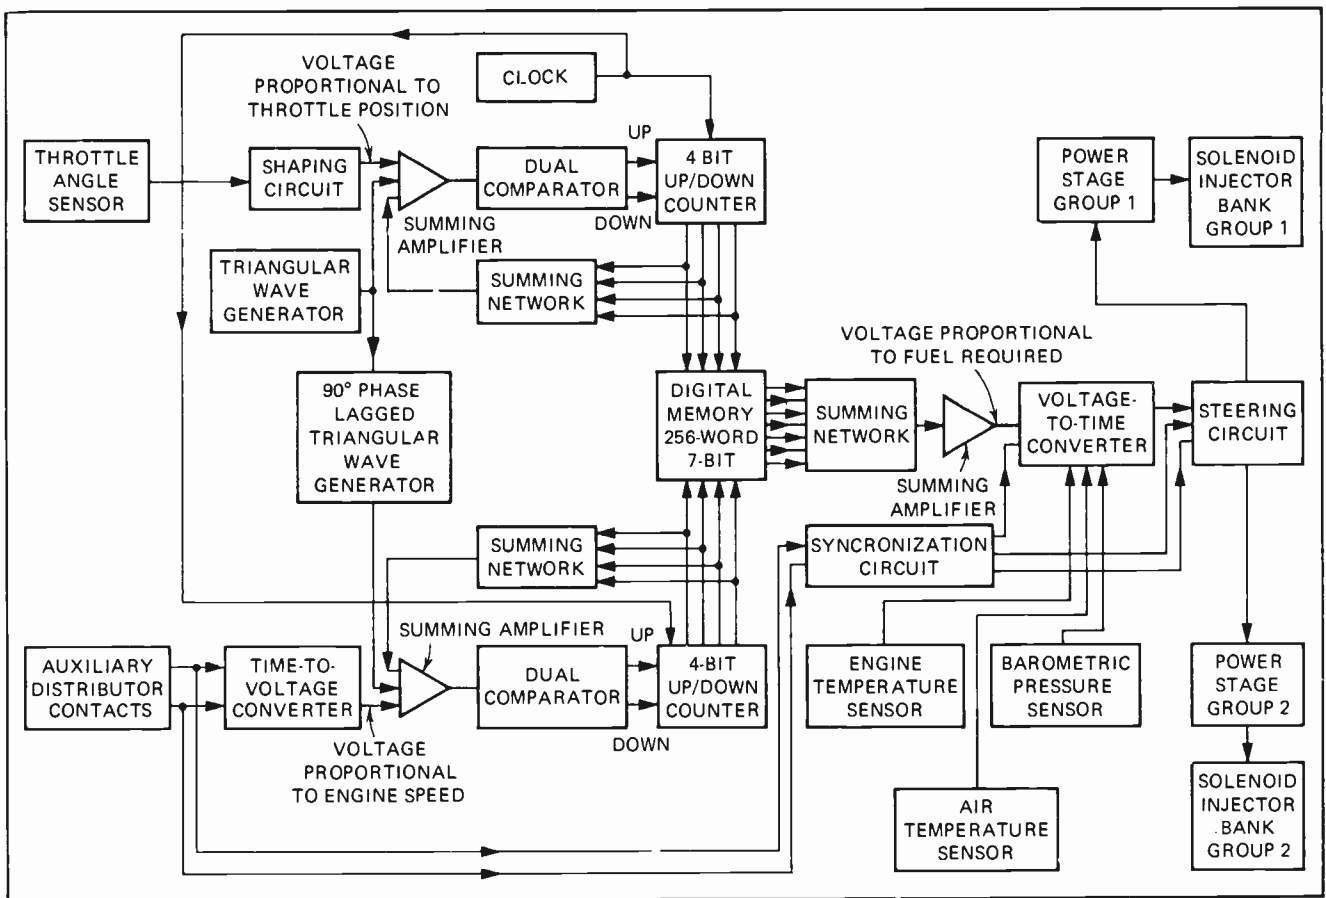 VOLTAGE
PROPORTIONAL TO
THROTTLE POSITION
CLOCK
UP
THROTTLE
ANGLE
SENSOR
SHAPING
CIRCUIT
DUAL
COMPARATOR
4 BIT
UP/DOWN
COUNTER
POWER
STAGE
GROUP 1
SOLENOID
INJECTOR
BANK
GROUP 1
SUMMING
AMPLIFIER
DOWN
TRIANGULAR
WAVE
GENERATOR
SUMMING
NETWORK
VOLTAGE PROPORTIONAL
TO FUEL REQUIRED
90° PHASE
LAGGED
TRIANGULAR
WAVE
GENERATOR
DIGITAL
MEMORY
256-WORD
7-BIT
SUMMING
NETWORK
VOLTAGE-
TO-TIME
CONVERTER
STEERING
CIRCUIT
SUMMING
AMPLIFIER
SUMMING
NETWORK
SYNCRONIZATION
CIRCUIT
SUMMING AMPLIFIER
UP
AUXILIARY
DISTRIBUTOR
CONTACTS
TIME-TO-
VOLTAGE
CONVERTER
DUAL
COMPARATOR
4-BIT
UP/DOWN
COUNTER
ENGINE
TEMPERATURE
SENSOR
BAROMETRIC
PRESSURE
SENSOR
POWER
STAGE
GROUP 2
DOWN
VOLTAGE
PROPORTIONAL
TO ENGINE SPEED
AIR
TEMPERATURE
SENSOR
SOLENOID
INJECTOR
BANK
GROUP 2